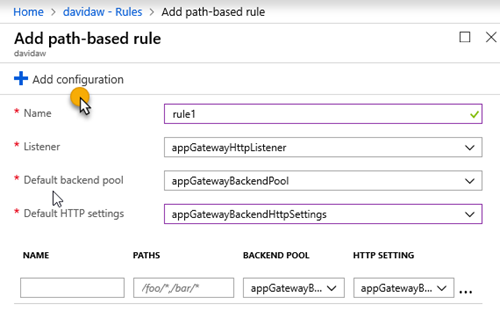 Home > davidaw - Rules > Add path-based rule
Add path-based rule
davidaw
Add configuration
* Name rule1
* Listener appGatewayHttpListener
* Default backend pool appGatewayBackendPool
* Default HTTP settings appGatewayBackendHttpSettings
NAME PATHS BACKEND POOL HTTP SETTING
/foo/*,/bar/* appGatewayB... appGatewayB... ...